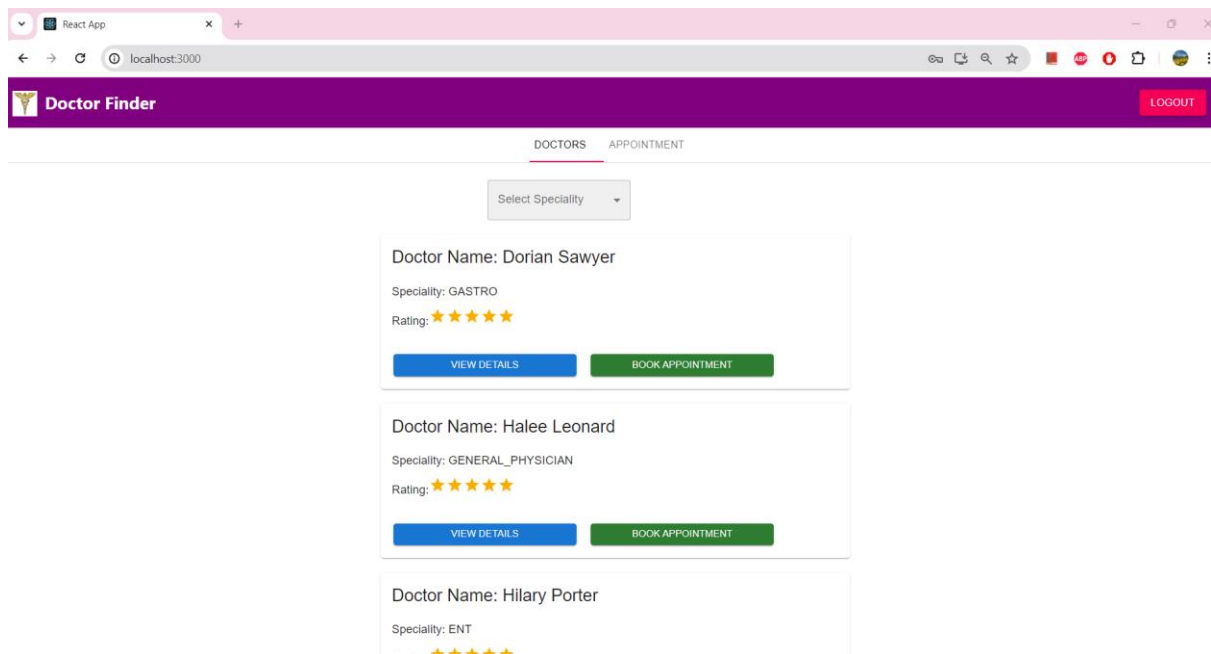 React App
localhost:3000
ABP
Doctor Finder
LOGOUT
DOCTORS APPOINTMENT
Select Speciality
Doctor Name: Dorian Sawyer
Speciality: GASTRO
Rating:
VIEW DETAILS BOOK APPOINTMENT
Doctor Name: Halee Leonard
Speciality: GENERAL_PHYSICIAN
Rating:
VIEW DETAILS BOOK APPOINTMENT
Doctor Name: Hilary Porter
Speciality: ENT